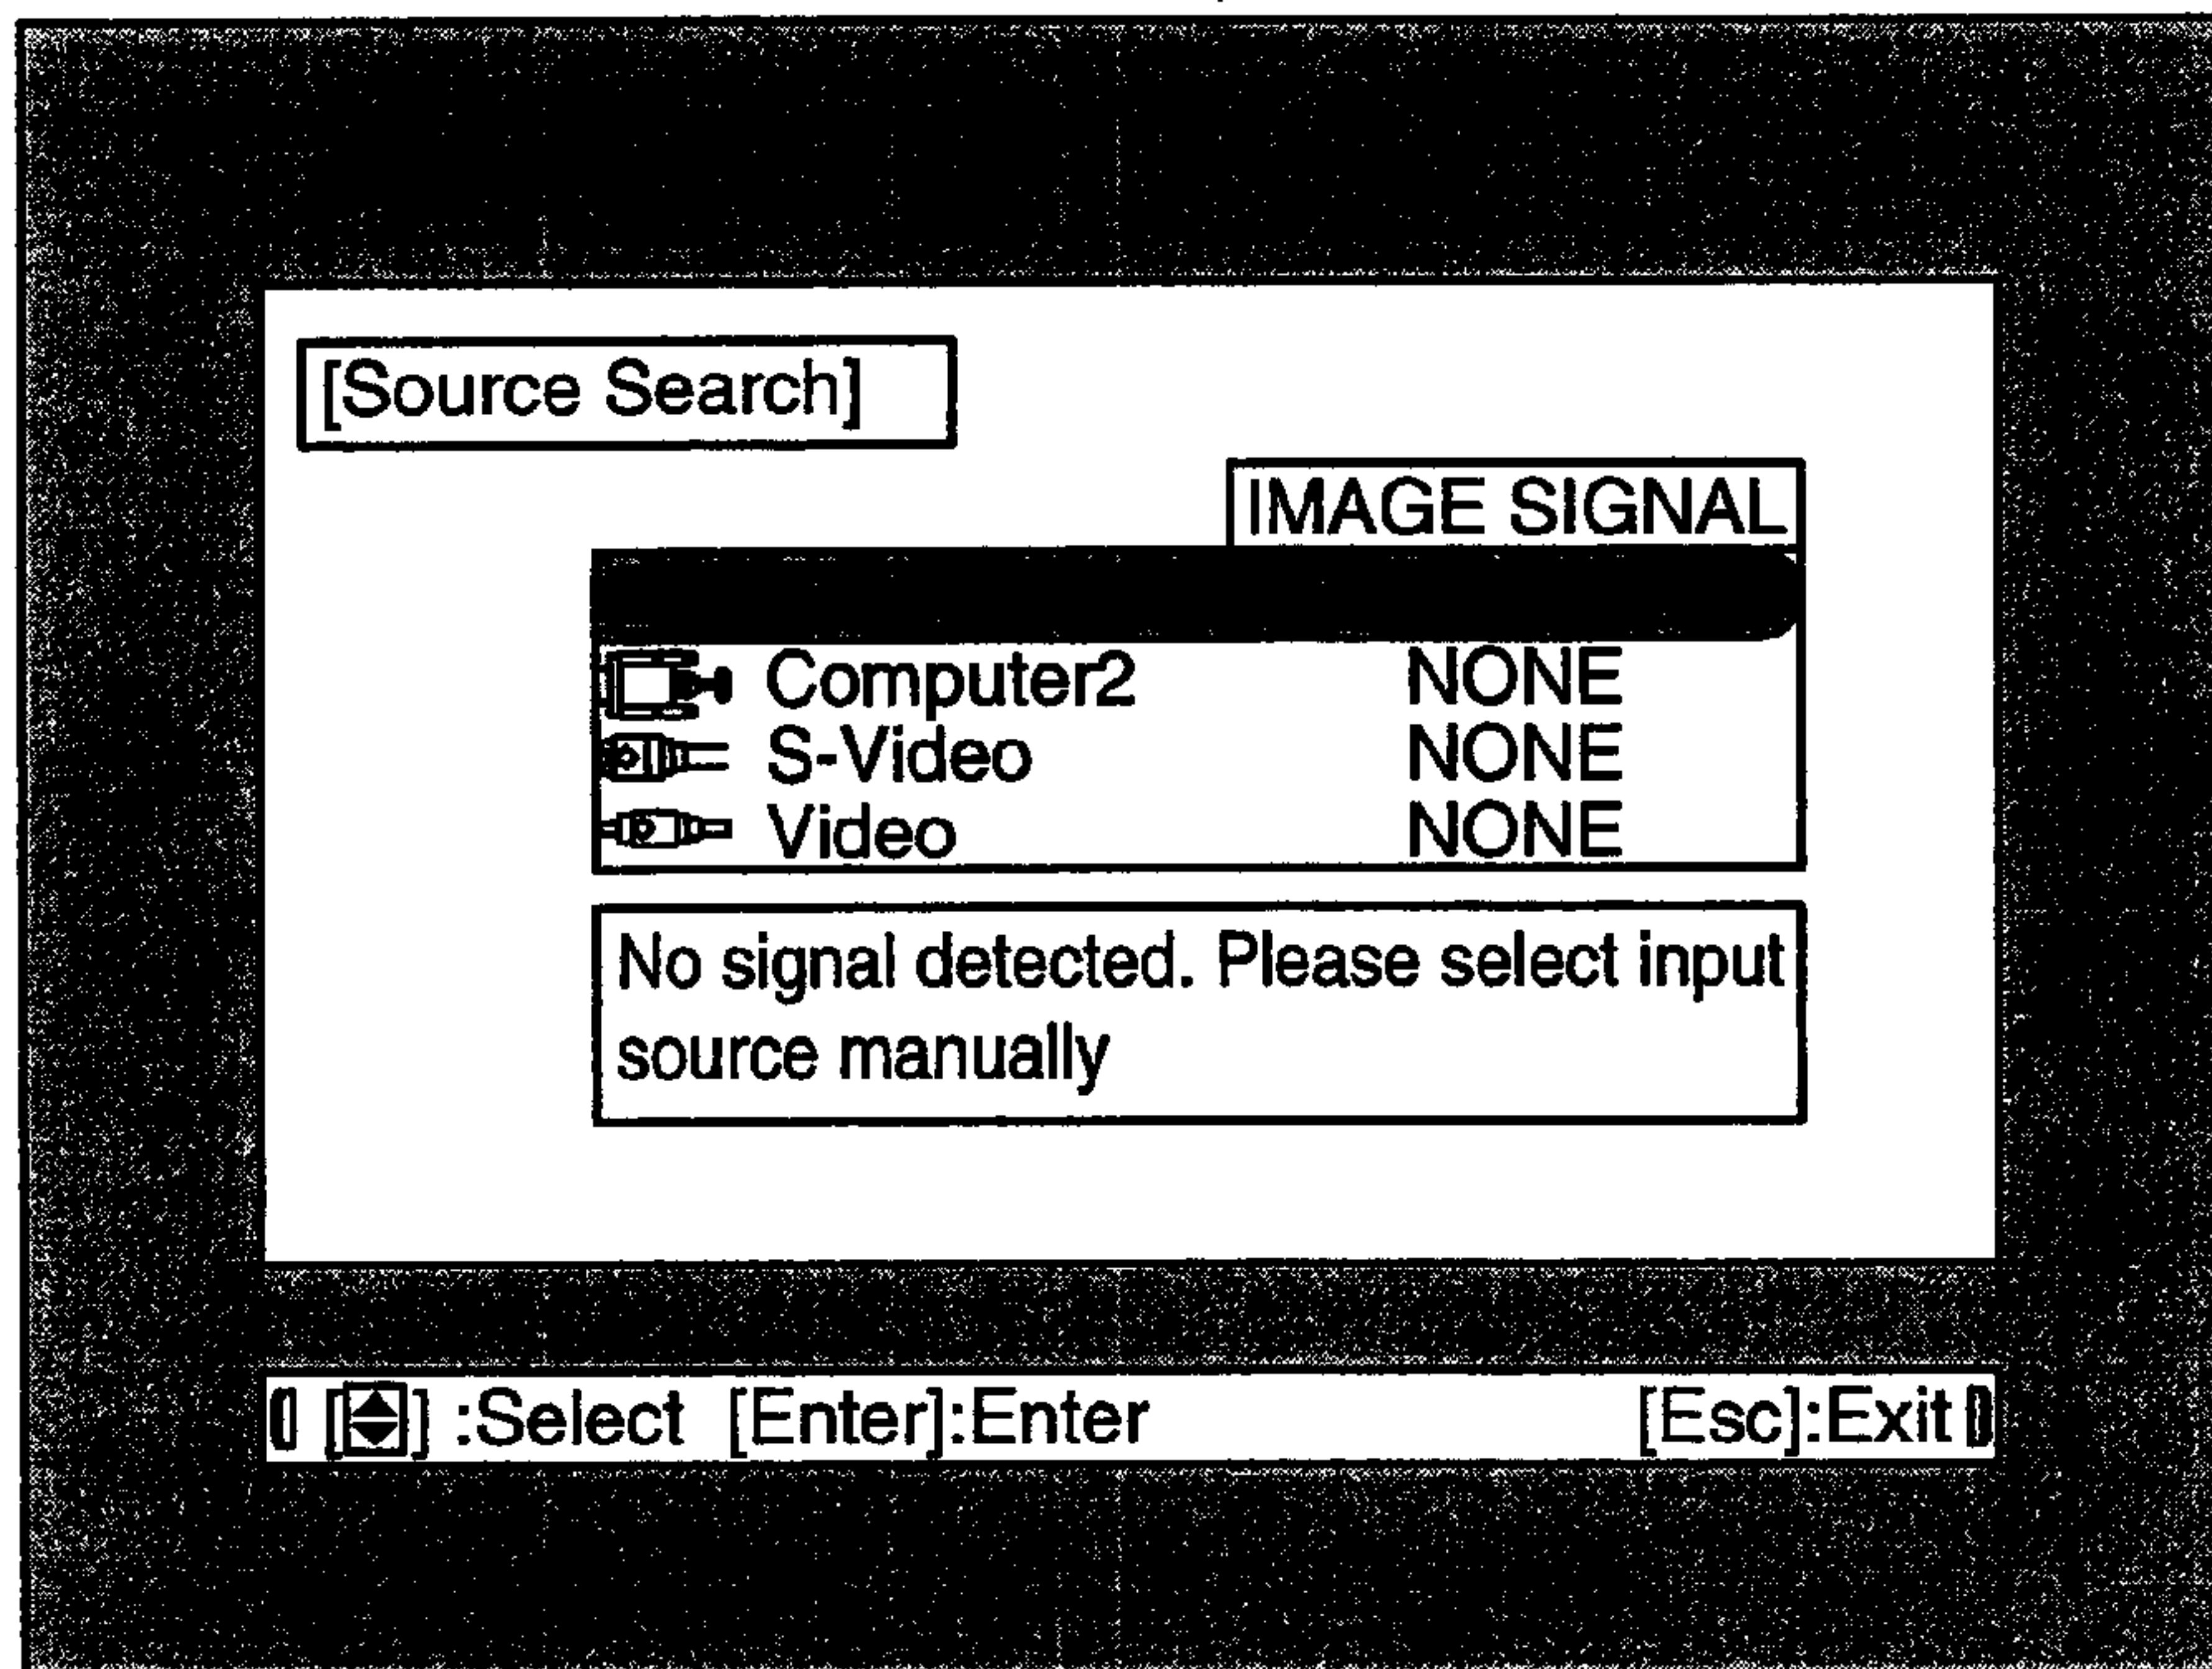 [Source Search]
IMAGE SIGNAL
Computer2 NONE
S-Video NONE
Video NONE
No signal detected. Please select input
source manually
[] :Select [Enter]:Enter [Esc]:Exit